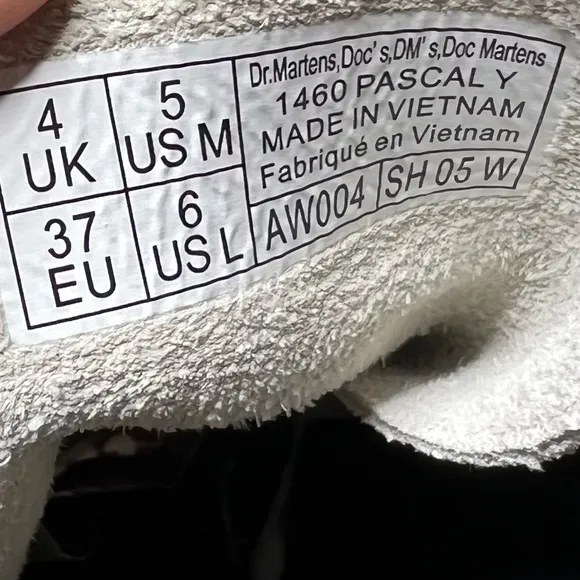 4
UK
5
US M
37
EU
6
US L
Dr.Martens,Doc's,DM's,Doc Martens
1460 PASCAL Y
MADE IN VIETNAM
Fabriqué en Vietnam
AW004
SH 05 W